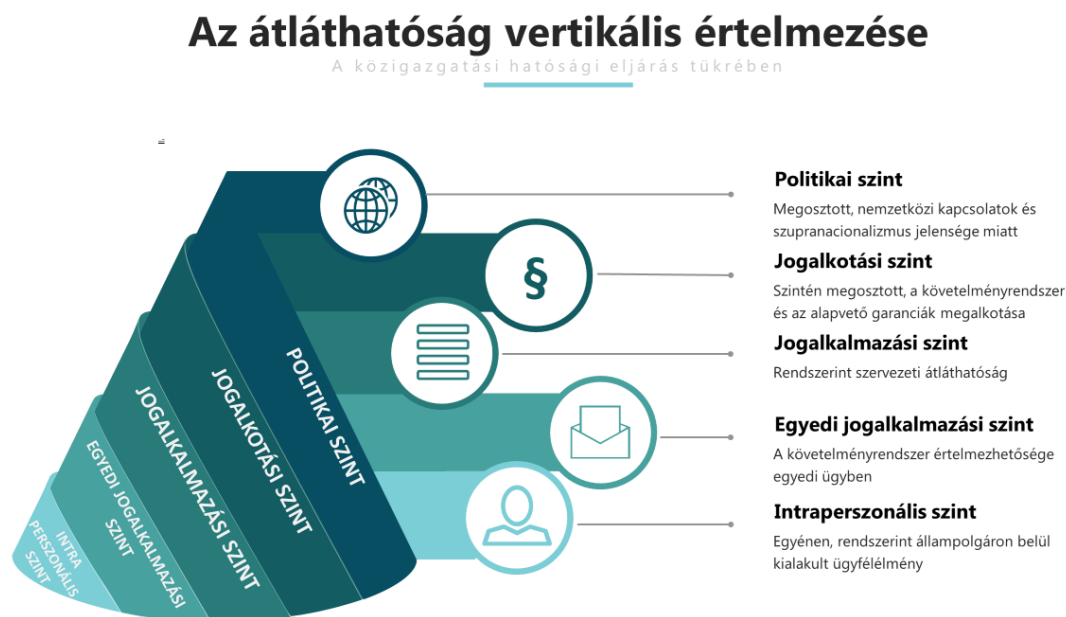 Az átláthatóság vertikális értelmezése
A közigazgatási hatósági eljárás tükrében
Politikai szint
Megosztott, nemzetközi kapcsolatok és
szupranacionalizmus jelensége miatt
§
Jogalkotási szint
Szintén megosztott, a követelményrendszer
és az alapvető garanciák megalkotása
Jogalkalmazási szint
Rendszerint szervezeti átláthatóság
Egyedi jogalkalmazási szint
A követelményrendszer értelmezhetősége
egyedi ügyben
Intraperszonális szint
Egyénen, rendszerint állampolgáron belül
kialakult ügyfélélmény
POLITIKAI SZINT
JOGALKOTÁSI SZINT
JOGALKALMAZÁSI SZINT
EGYEDI JOGALKALMAZÁSI
SZINT
INTRA
PERSZONÁLIS
SZINT